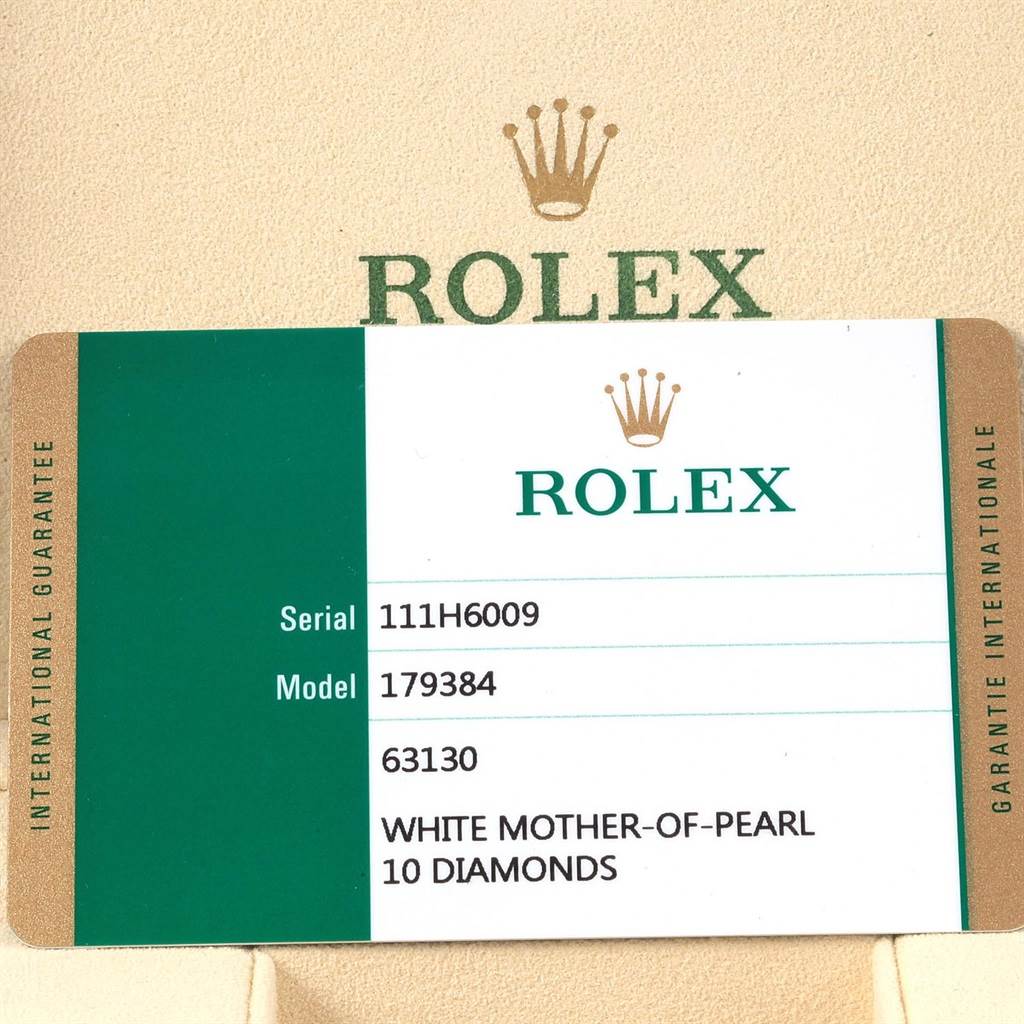 ROLEX
ROLEX
INTERNATIONAL GUARANTEE
Serial 111H6009
Model 179384
63130
WHITE MOTHER-OF-PEARL
10 DIAMONDS
GARANTIE INTERNATIONALE